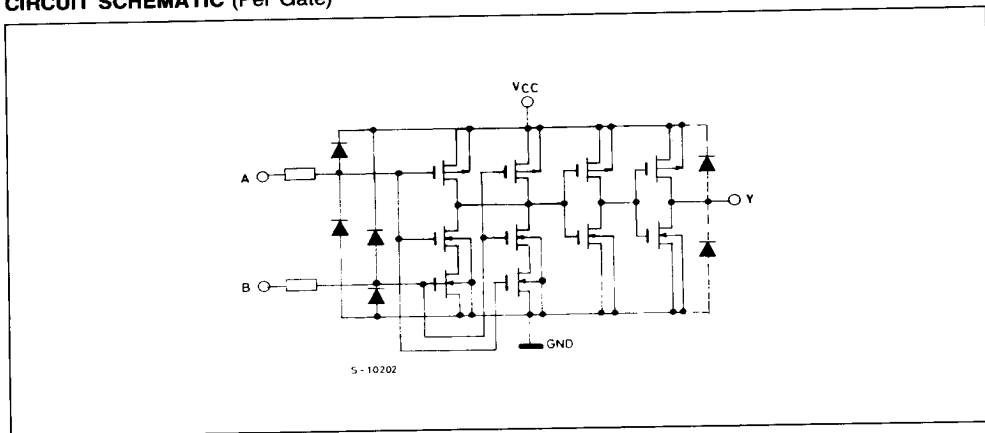 CIRCUIT SCHEMATIC (Per Gate)
VCC
A
Y
B
GND
S-10202